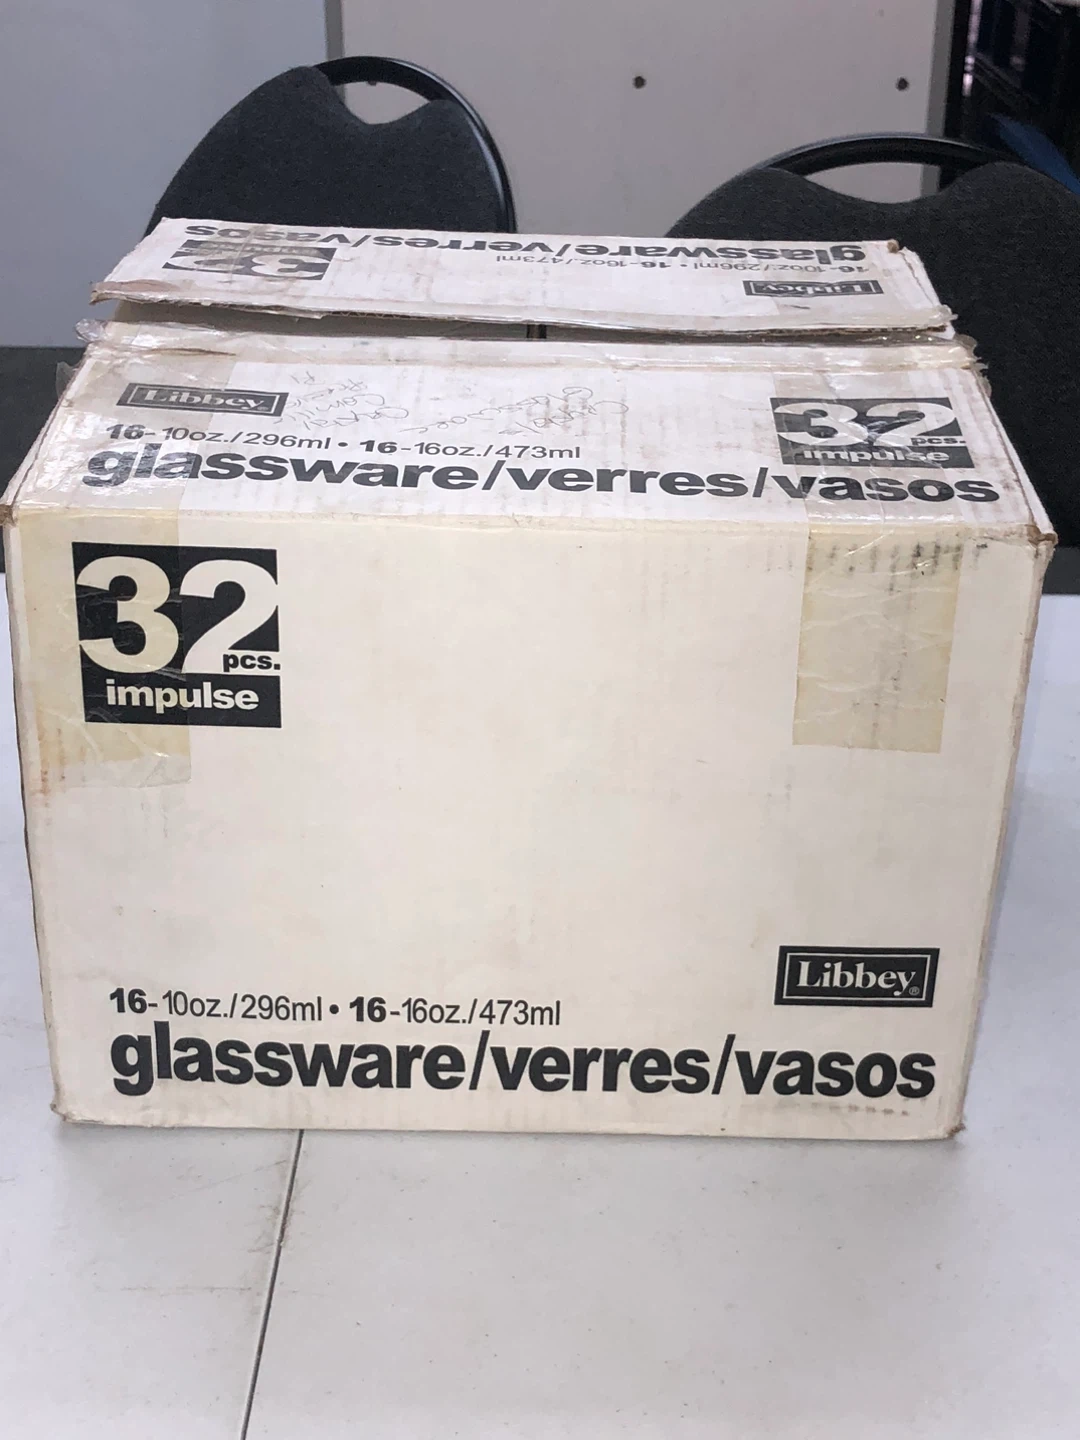 glassware/verres/vasos
32
16-10oz./296ml • 16-16oz./473ml
Libbey
Libbey
32
pcs.
impulse
16-10oz./296ml • 16-16oz./473ml
glassware/verres/vasos
32
pcs.
impulse
Libbey®
16-10oz./296ml • 16-16oz./473ml
glassware/verres/vasos